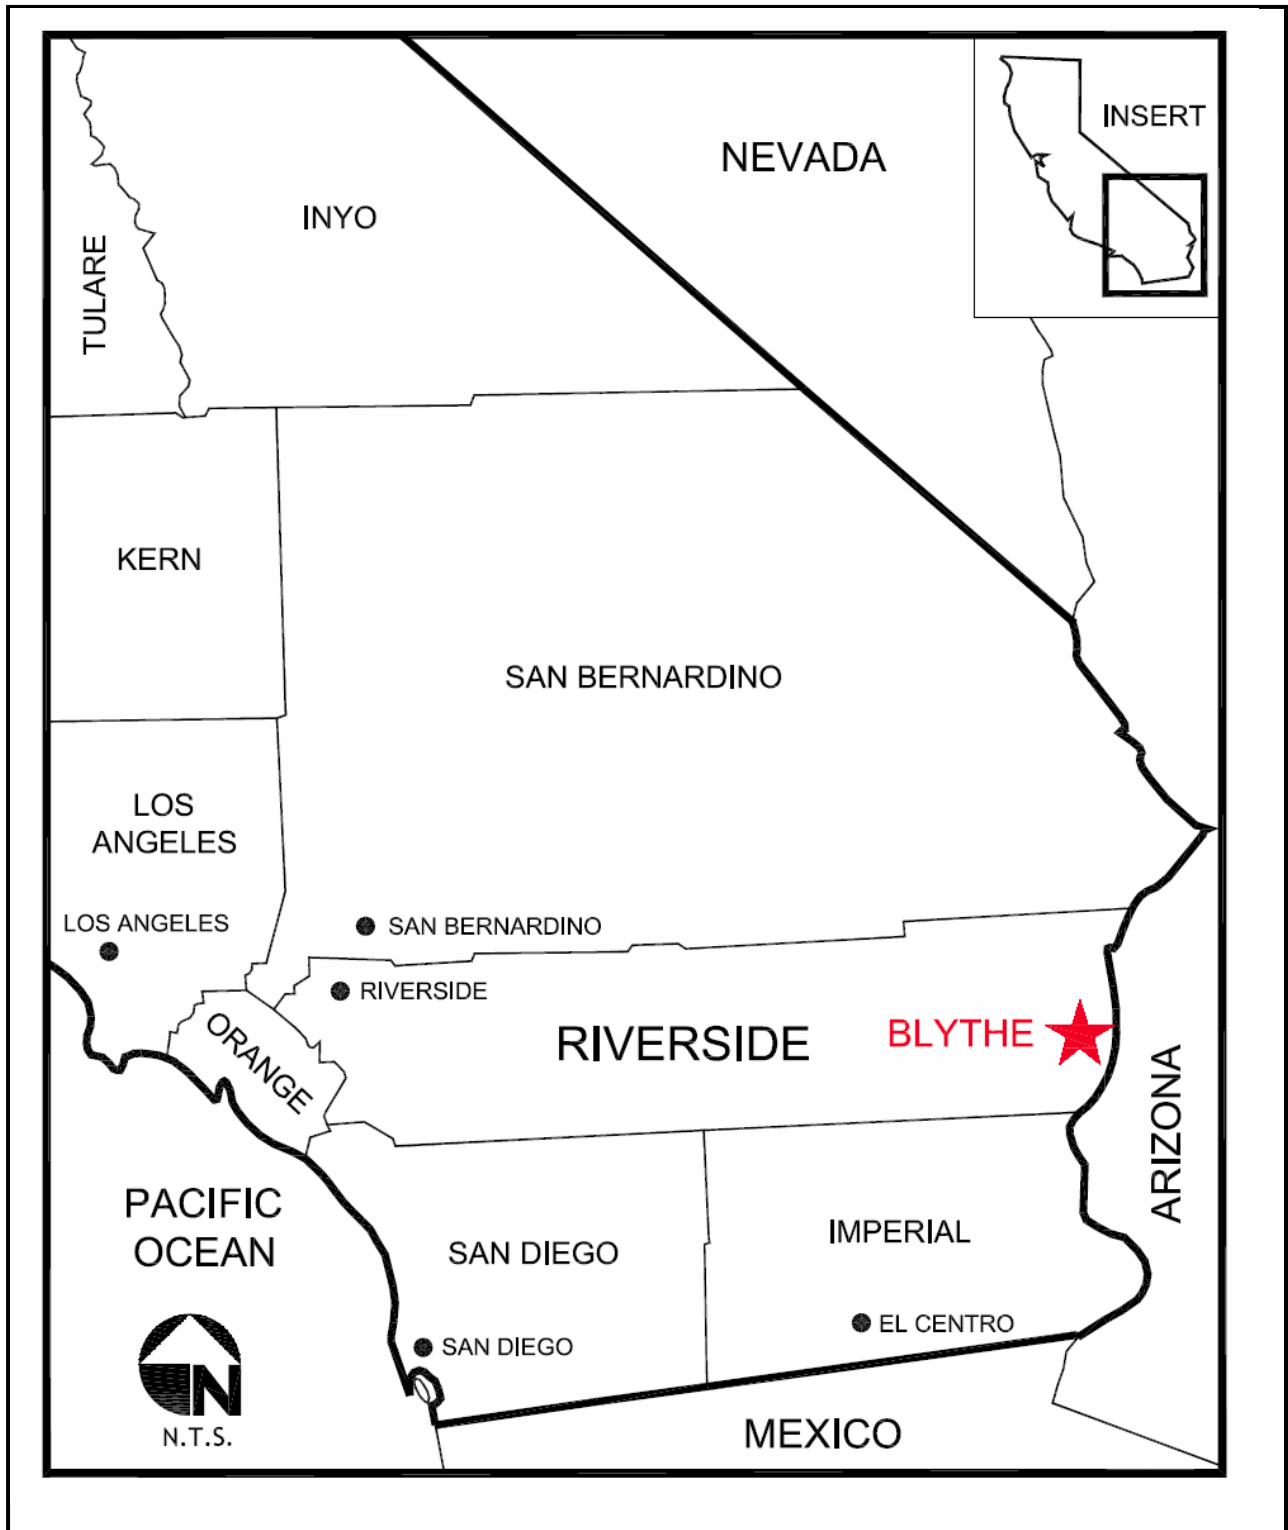 NEVADA
INSERT
INYO
TULARE
KERN
SAN BERNARDINO
LOS
ANGELES
LOS ANGELES
SAN BERNARDINO
RIVERSIDE
ORANGE
RIVERSIDE
BLYTHE
ARIZONA
PACIFIC
OCEAN
SAN DIEGO
IMPERIAL
EL CENTRO
SAN DIEGO
N
N.T.S.
MEXICO